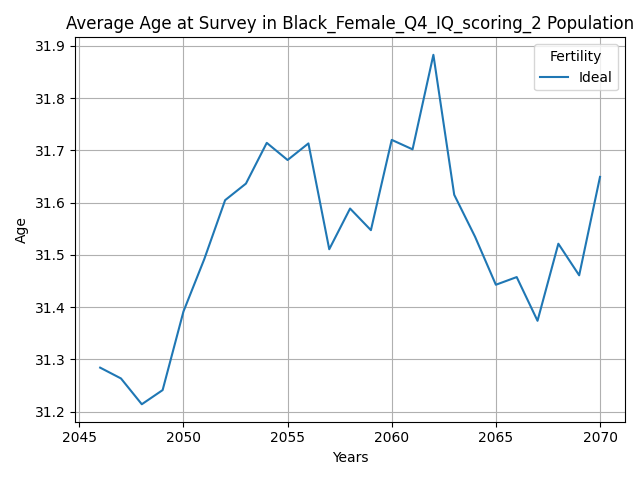 Average Age at Survey in Black_Female_Q4_IQ_scoring_2 Population
Fertility
Ideal
31.9
31.8
31.7
31.6
31.5
31.4
31.3
31.2
Age
2045 2050 2055 2060 2065 2070
Years